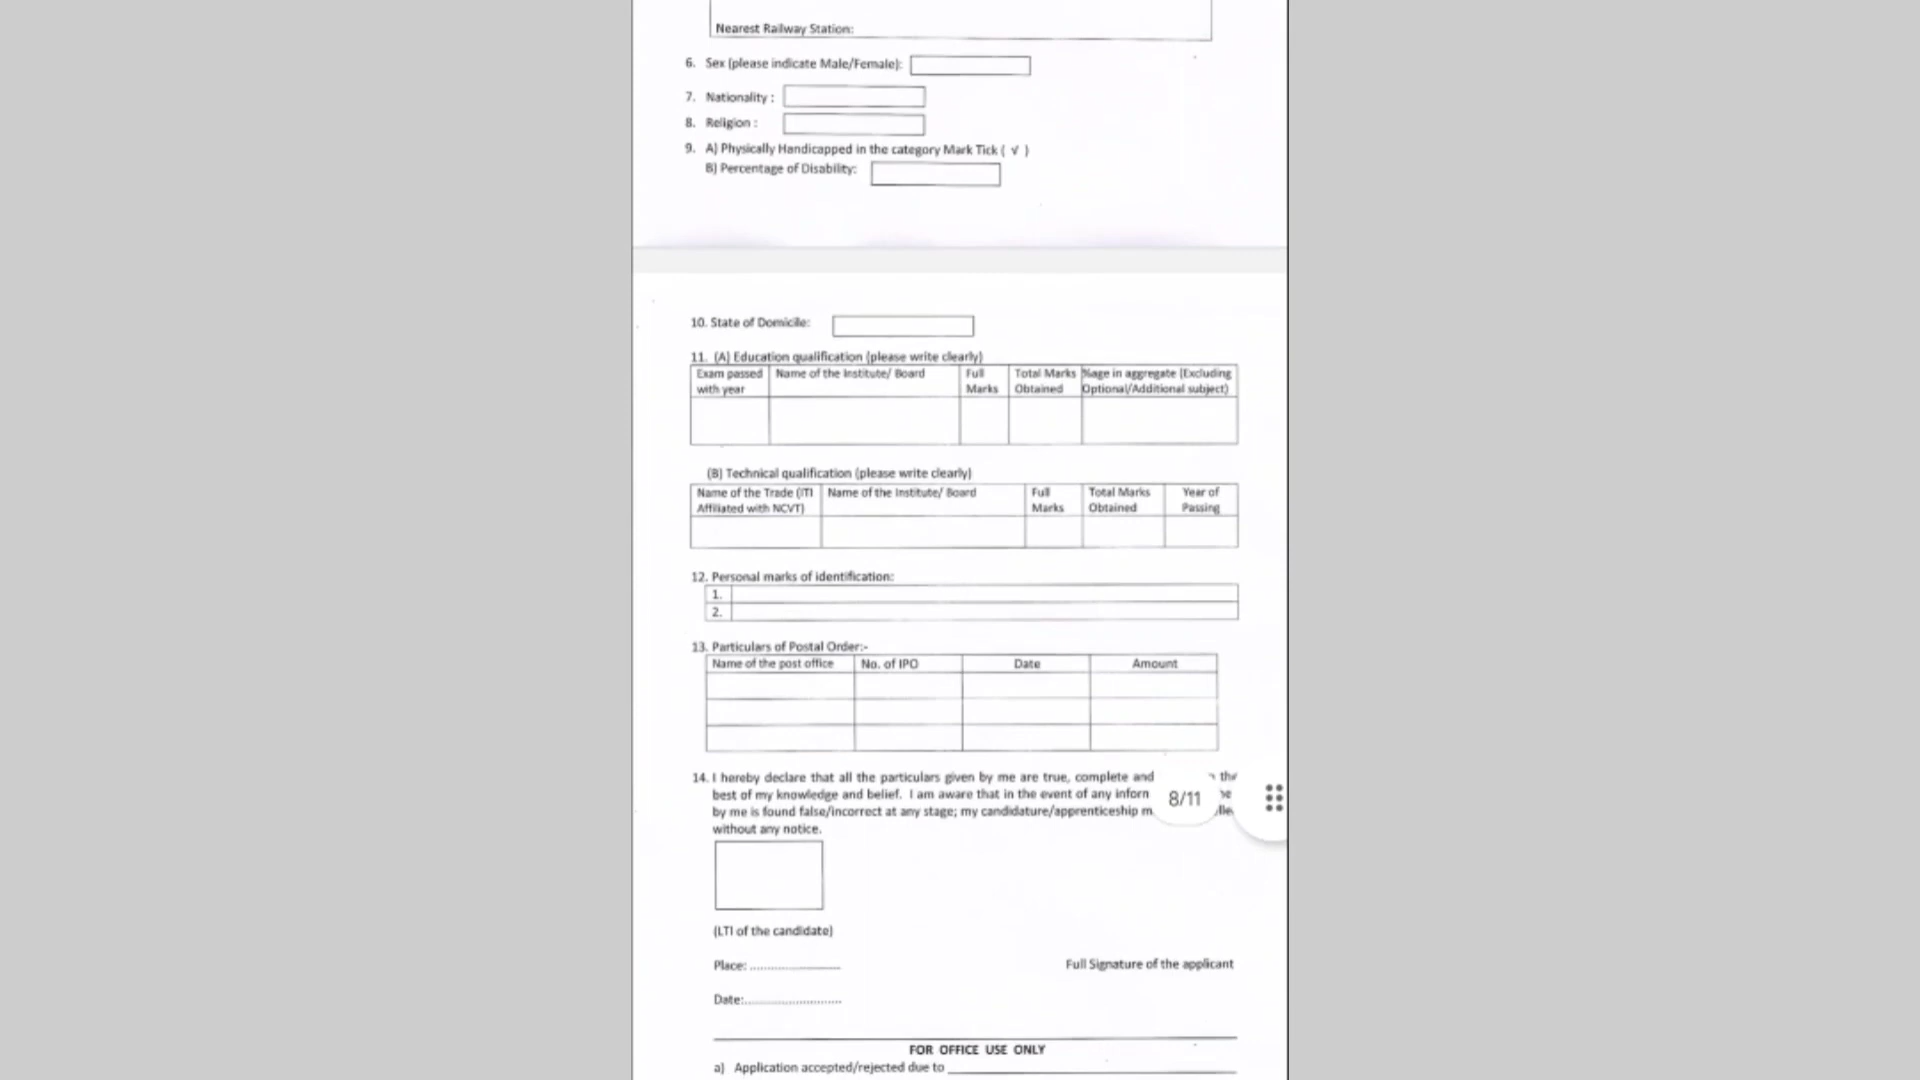 Nearest Railway Station:
6. Sex (please indicate Male/Female):
7. Nationality :
8. Religion :
9. A) Physically Handicapped in the category Mark Tick ( √ )
B) Percentage of Disability:
10. State of Domicile:
11. (A) Education qualification (please write clearly)
Exam passed with year | Name of the Institute/ Board | Full Marks | Total Marks Obtained | %age in aggregate (Excluding Optional/Additional subject)
(B) Technical qualification (please write clearly)
Name of the Trade (ITI Affiliated with NCVT) | Name of the Institute/ Board | Full Marks | Total Marks Obtained | Year of Passing
12. Personal marks of identification:
1.
2.
13. Particulars of Postal Order:-
Name of the post office | No. of IPO | Date | Amount
14. I hereby declare that all the particulars given by me are true, complete and
best of my knowledge and belief. I am aware that in the event of any inform
by me is found false/incorrect at any stage; my candidature/apprenticeship m
without any notice.
8/11
(LTI of the candidate)
Place: ........................ Full Signature of the applicant
Date:..........................
FOR OFFICE USE ONLY
a) Application accepted/rejected due to